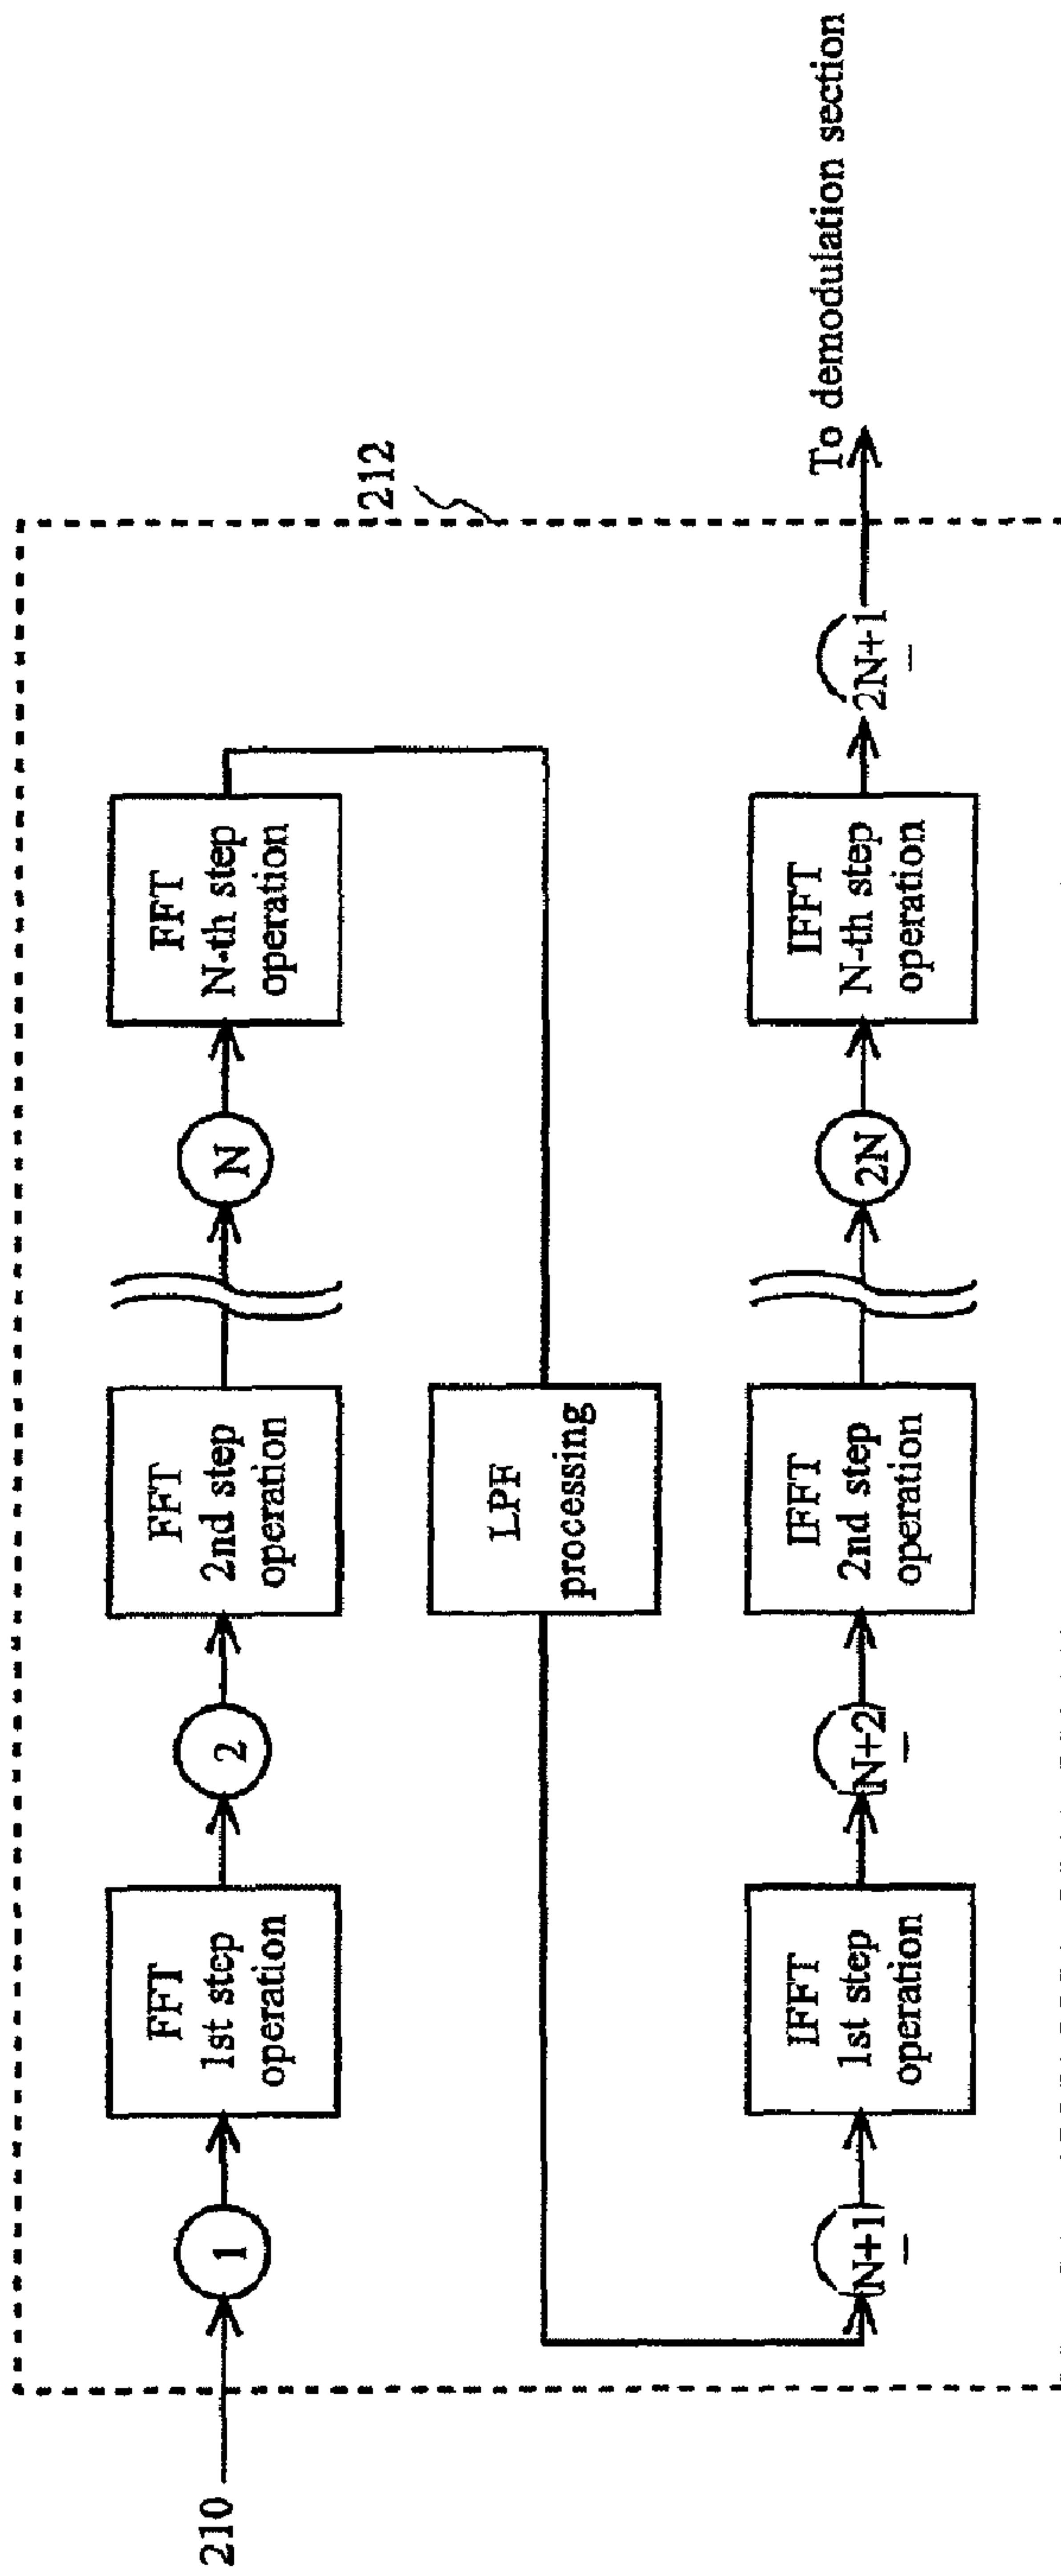 210
1
FFT
1st step
operation
2
FFT
2nd step
operation
N
FFT
N-th step
operation
212
LPF
processing
N+1
IFFT
1st step
operation
N+2
IFFT
2nd step
operation
2N
IFFT
N-th step
operation
2N+1
To demodulation section